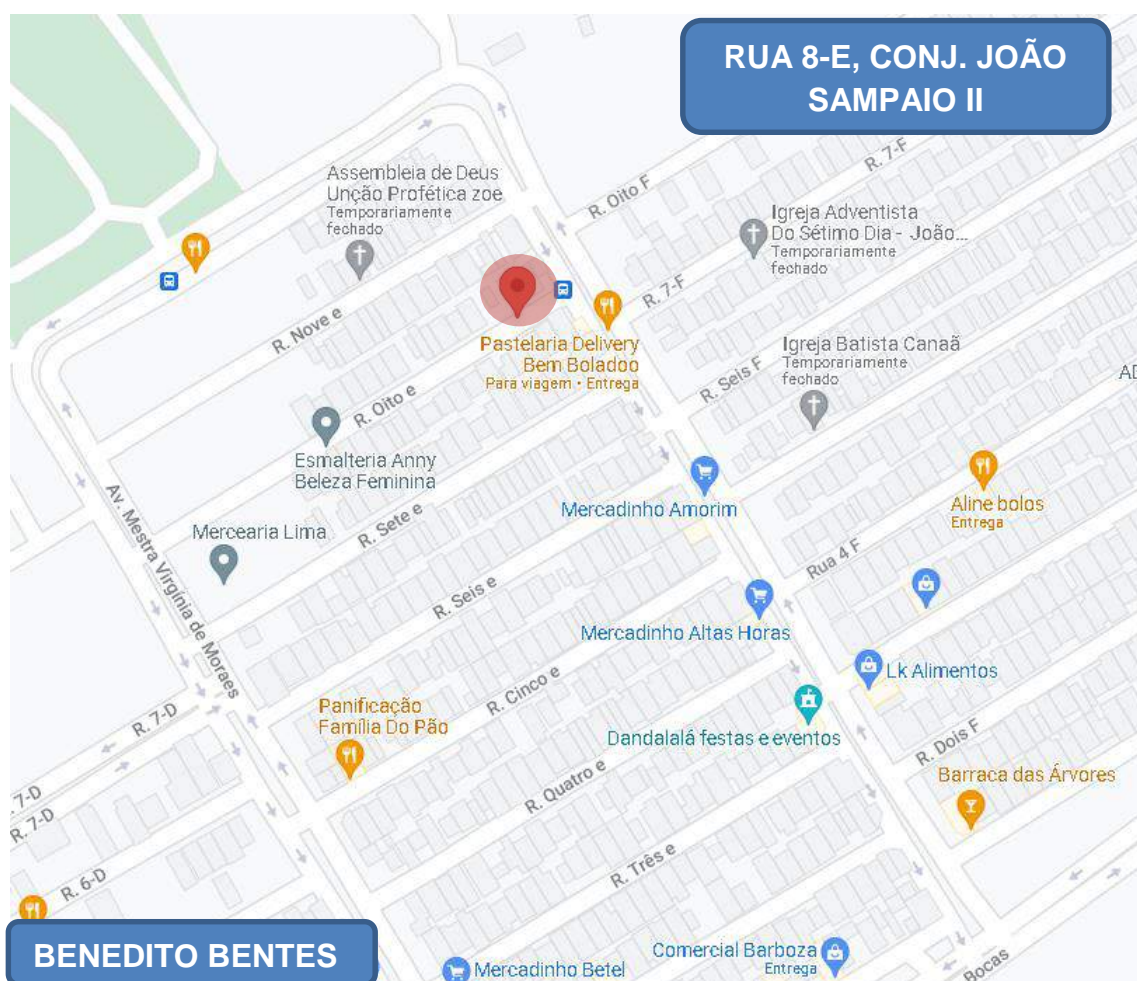 RUA 8-E, CONJ. JOÃO
SAMPAIO II
R. 7-F
Assembleia de Deus
Unção Profética zoe
Temporariamente
fechado
R. Oito F
Igreja Adventista
Do Sétimo Dia - João...
Temporariamente
fechado
R. 7-F
R. Nove e
Pastelaria Delivery
Bem Boladoo
Para viagem • Entrega
Igreja Batista Canaã
Temporariamente
fechado
R. Seis F
AD
R. Oito e
Esmalteria Anny
Beleza Feminina
Mercadinho Amorim
Aline bolos
Entrega
Av. Mestra Virgínia de Moraes
Mercearia Lima
R. Sete e
Rua 4 F
R. Seis e
Mercadinho Altas Horas
Lk Alimentos
R. Cinco e
Panificação
Família Do Pão
R. 7-D
Dandalalá festas e eventos
R. Dois F
R. Quatro e
Barraca das Árvores
7-D
R. 7-D
R. Três e
R. 6-D
BENEDITO BENTES
Mercadinho Betel
Comercial Barboza
Entrega
Bocas